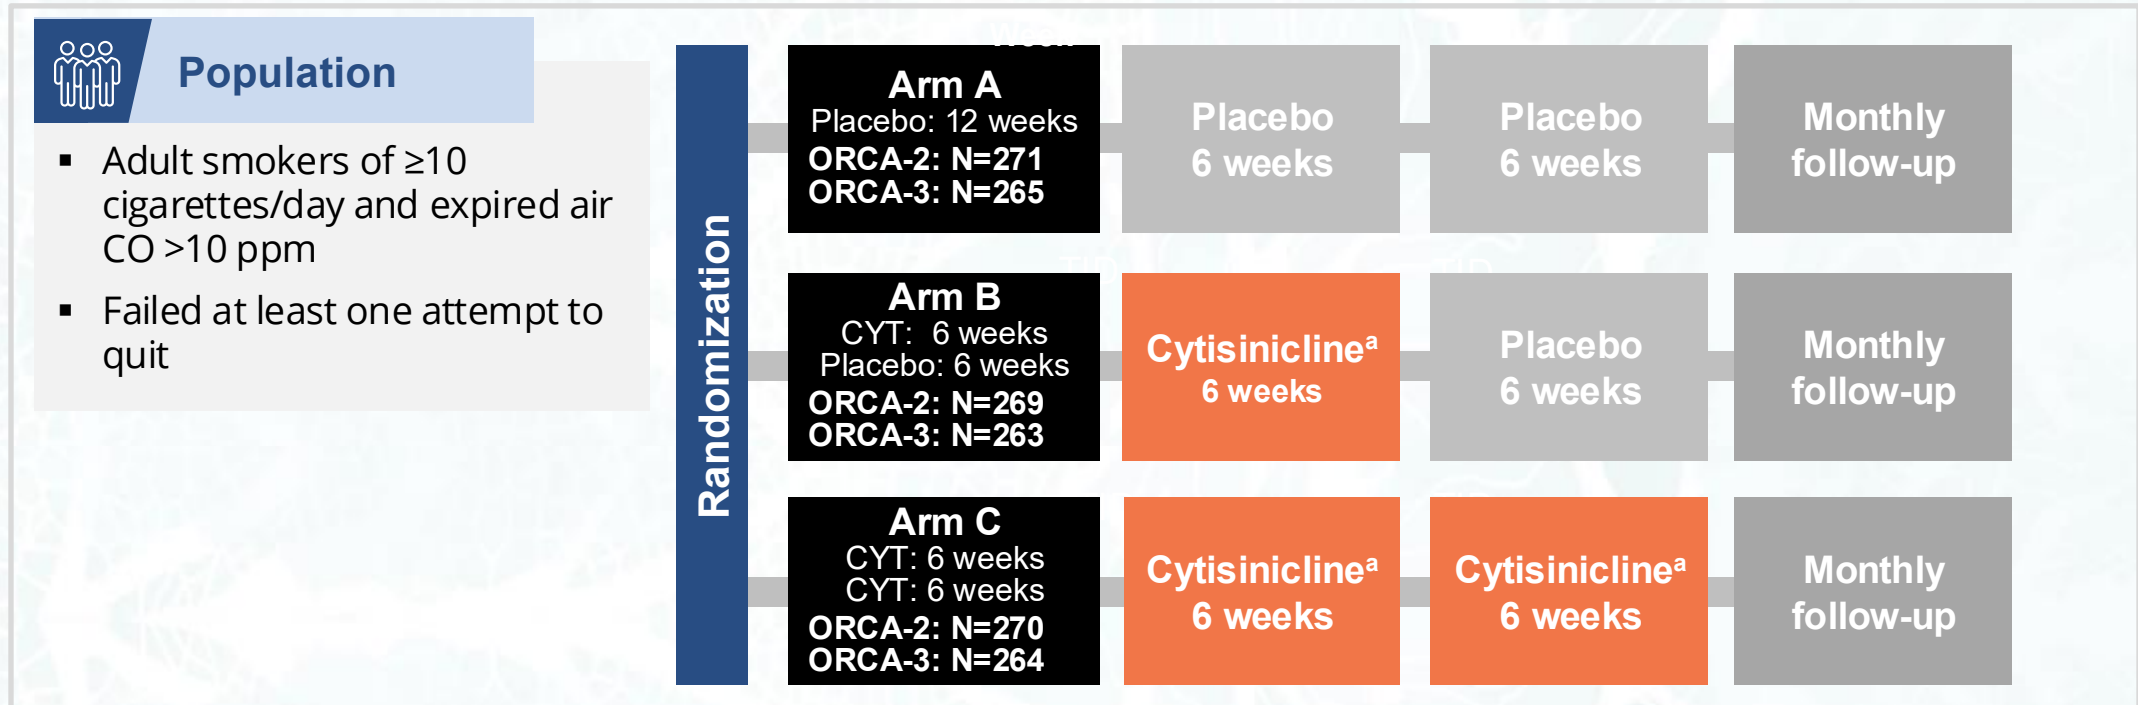 Population
▪ Adult smokers of ≥10
cigarettes/day and expired air
CO >10 ppm
▪ Failed at least one attempt to
quit
Randomization
Week
Arm A
Placebo: 12 weeks
ORCA-2: N=271
ORCA-3: N=265
Placebo
6 weeks
Placebo
6 weeks
Monthly
follow-up
TID
TID
Arm B
CYT: 6 weeks
Placebo: 6 weeks
ORCA-2: N=269
ORCA-3: N=263
Cytisiniclineᵃ
6 weeks
Placebo
6 weeks
Monthly
follow-up
Arm C
CYT: 6 weeks
CYT: 6 weeks
ORCA-2: N=270
ORCA-3: N=264
Cytisiniclineᵃ
6 weeks
Cytisiniclineᵃ
6 weeks
Monthly
follow-up